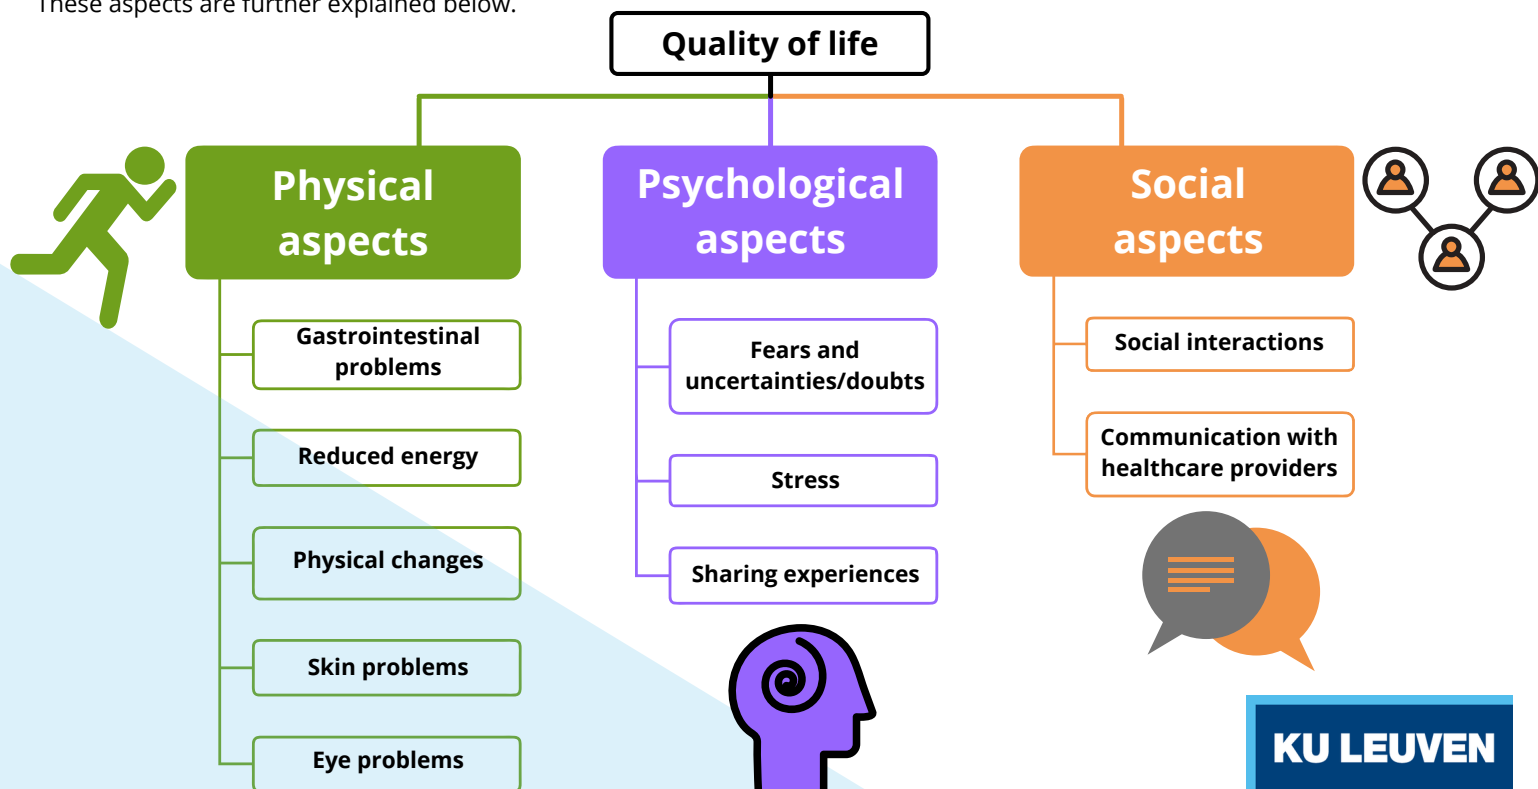 These aspects are further explained below.
Quality of life
Physical
aspects
Gastrointestinal
problems
Reduced energy
Physical changes
Skin problems
Eye problems
Psychological
aspects
Fears and
uncertainties/doubts
Stress
Sharing experiences
Social
aspects
Social interactions
Communication with
healthcare providers
KU LEUVEN